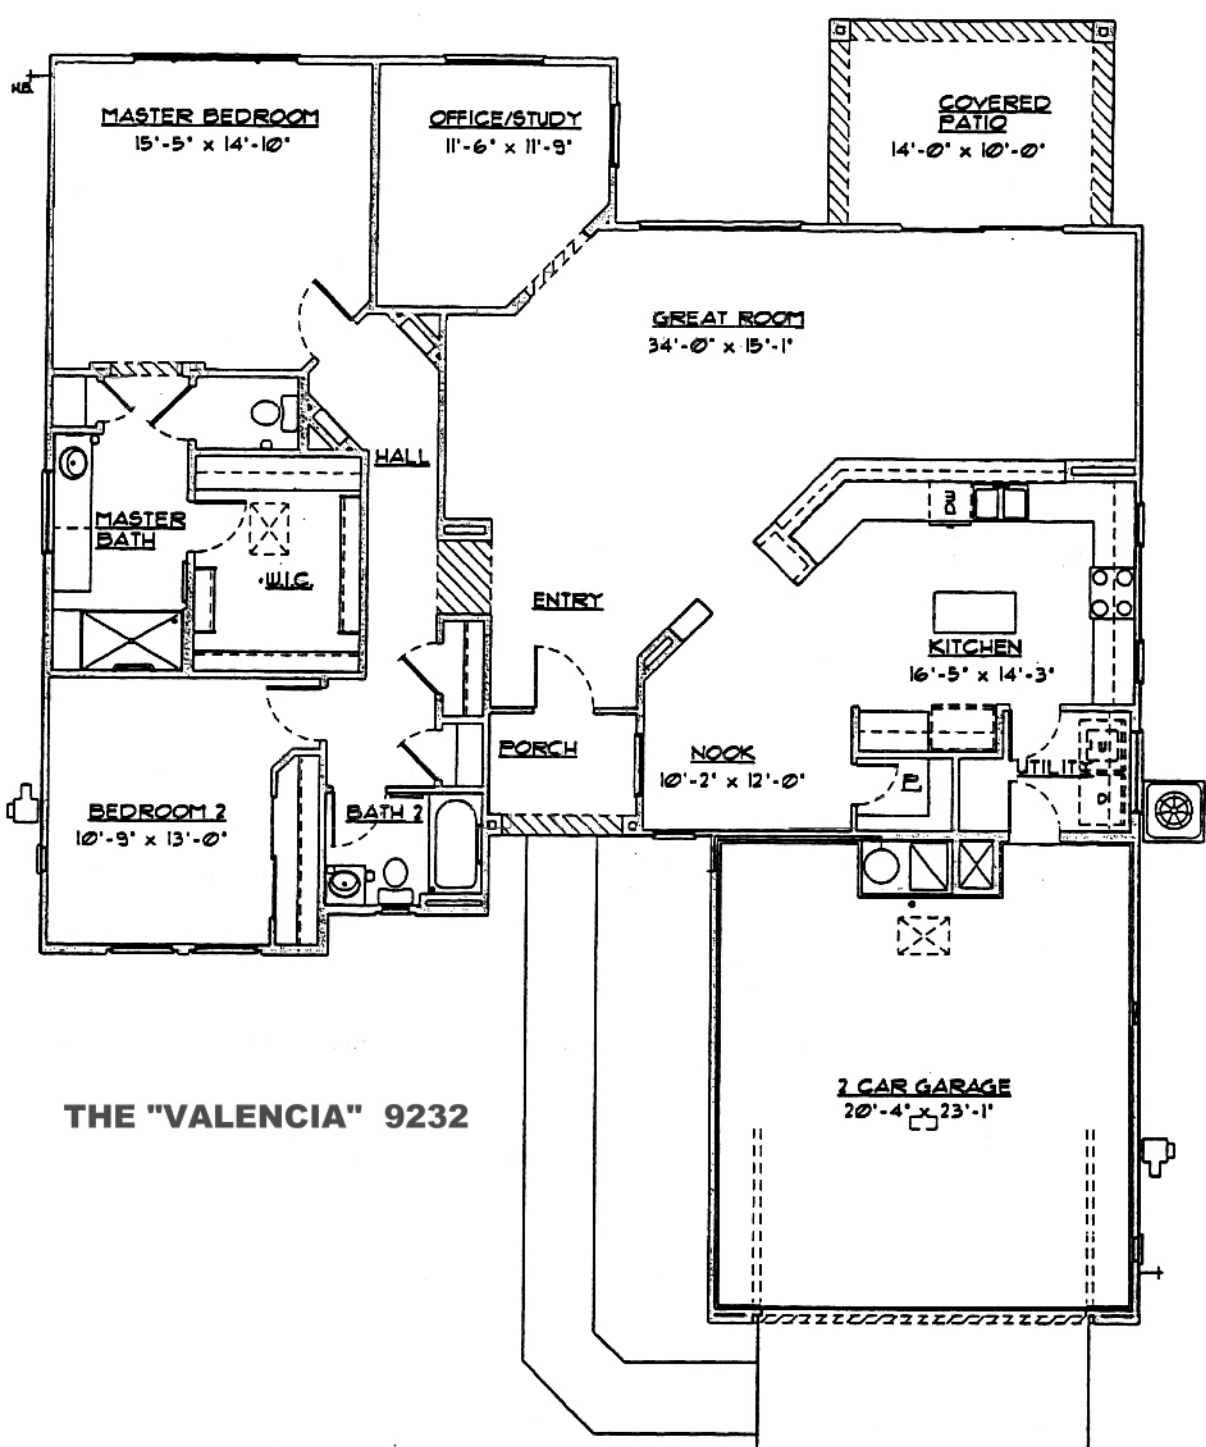 H.B.
MASTER BEDROOM
15'-5" x 14'-10"
OFFICE/STUDY
11'-6" x 11'-9"
COVERED
PATIO
14'-0" x 10'-0"
GREAT ROOM
34'-0" x 15'-1"
HALL
MASTER
BATH
W.I.C.
DW
ENTRY
KITCHEN
16'-5" x 14'-3"
PORCH
NOOK
10'-2" x 12'-0"
P.
UTILITY
D
BEDROOM 2
10'-9" x 13'-0"
BATH 2
2 CAR GARAGE
20'-4" x 23'-1"
THE "VALENCIA" 9232